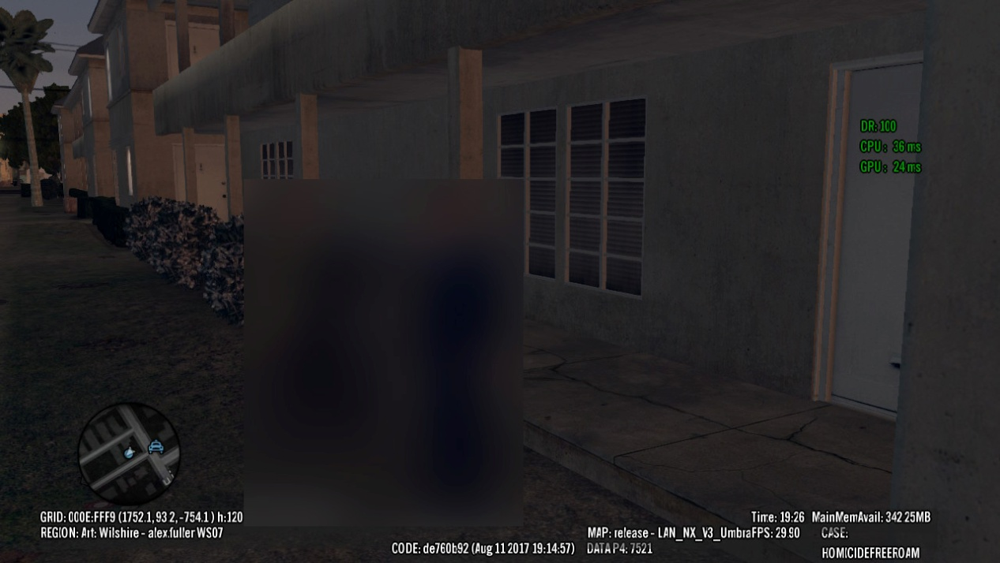 DR: 100
CPU : 36 ms
GPU : 24 ms
GRID: 000E:FFF9 (1752.1, 93 2, -754.1 ) h:120
Time: 19:26 MainMemAvail: 342 25MB
REGION: Art: Wilshire - alex.fuller WS07
MAP: release - LAN_NX_V3_UmbraFPS: 29.90
CASE:
CODE: de760b92 (Aug 11 2017 19:14:57)
DATA P4: 7521
HOMICIDEFREEROAM